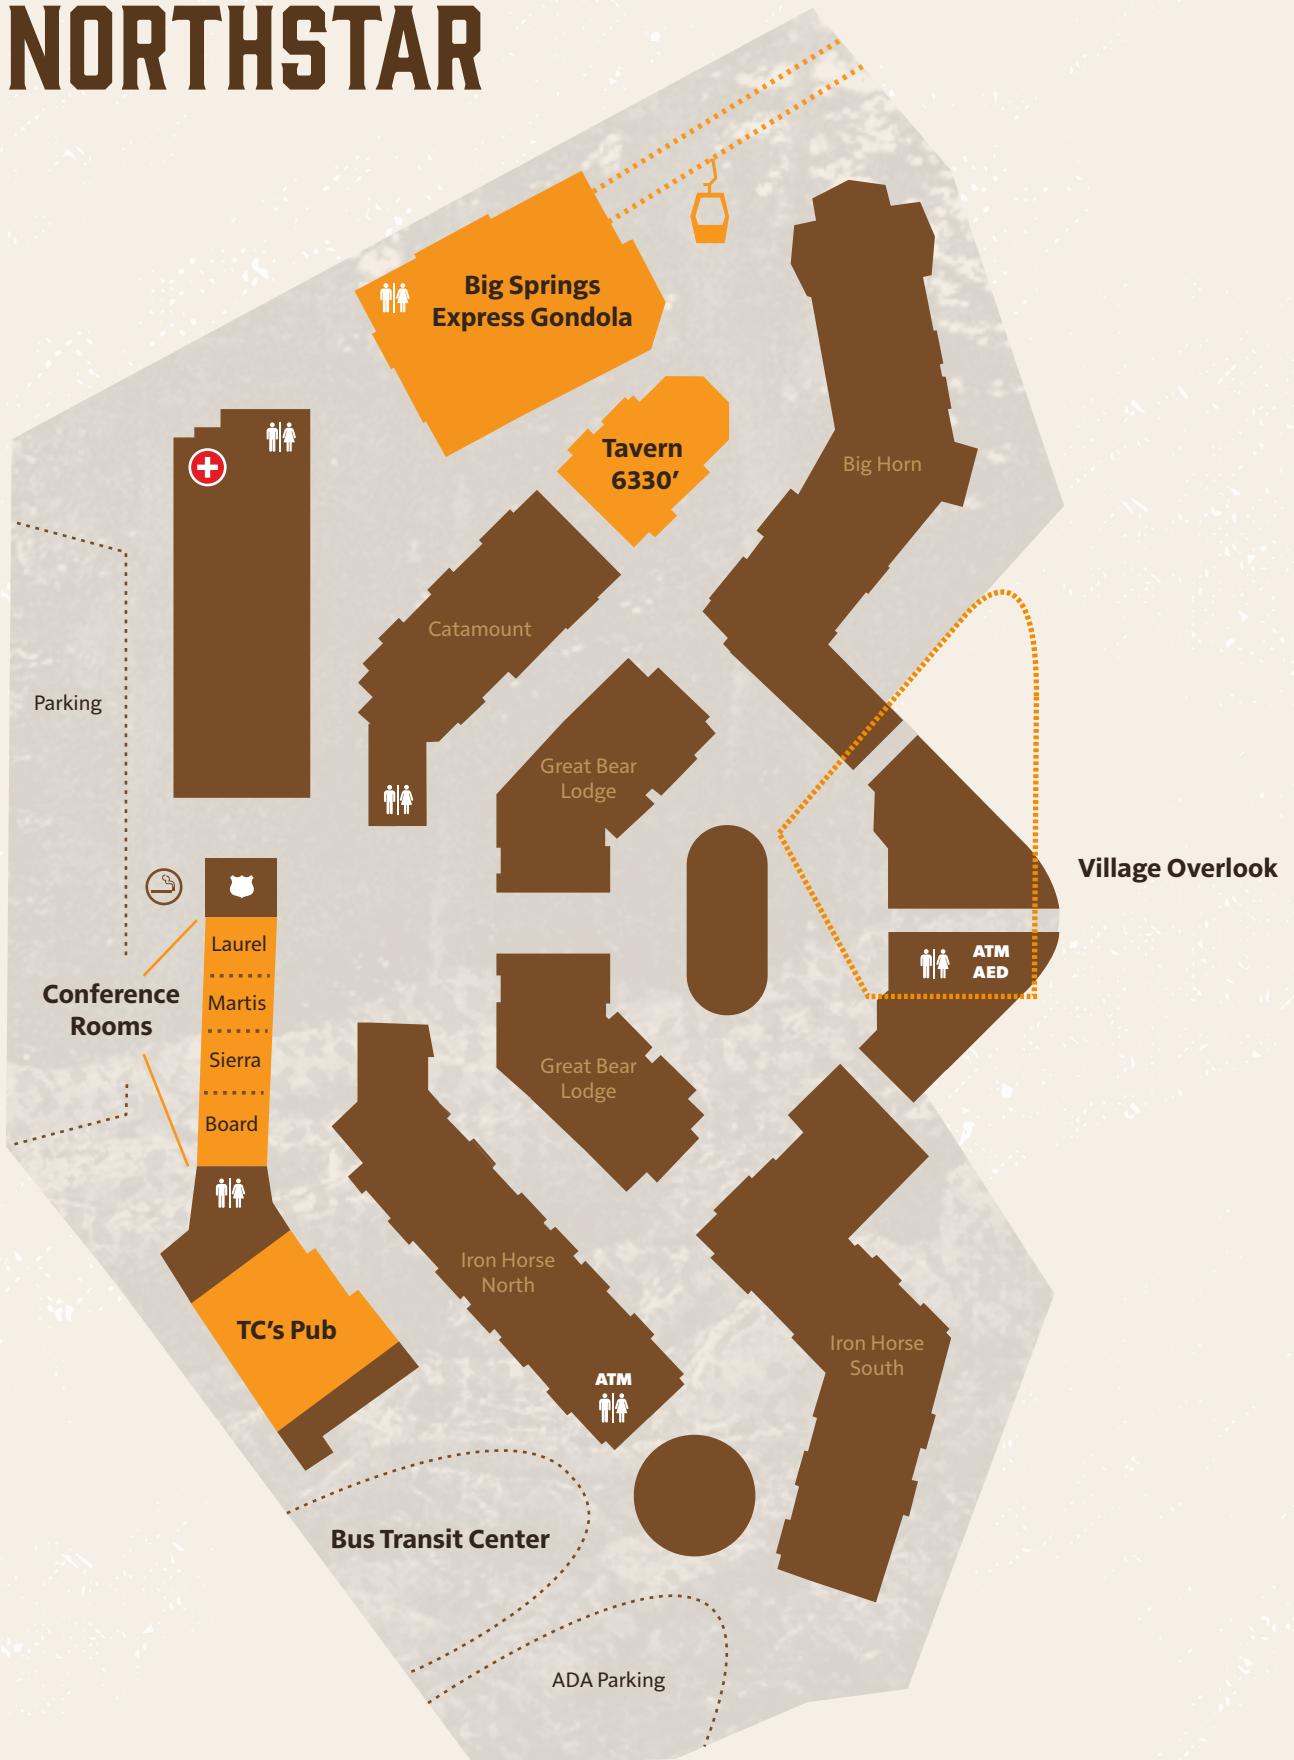 NORTHSTAR
Big Springs
Express Gondola
Tavern
6330’
Big Horn
Catamount
Parking
Great Bear
Lodge
Village Overlook
Laurel
ATM
AED
Conference
Rooms
Martis
Sierra
Great Bear
Lodge
Board
Iron Horse
North
TC’s Pub
Iron Horse
South
ATM
Bus Transit Center
ADA Parking